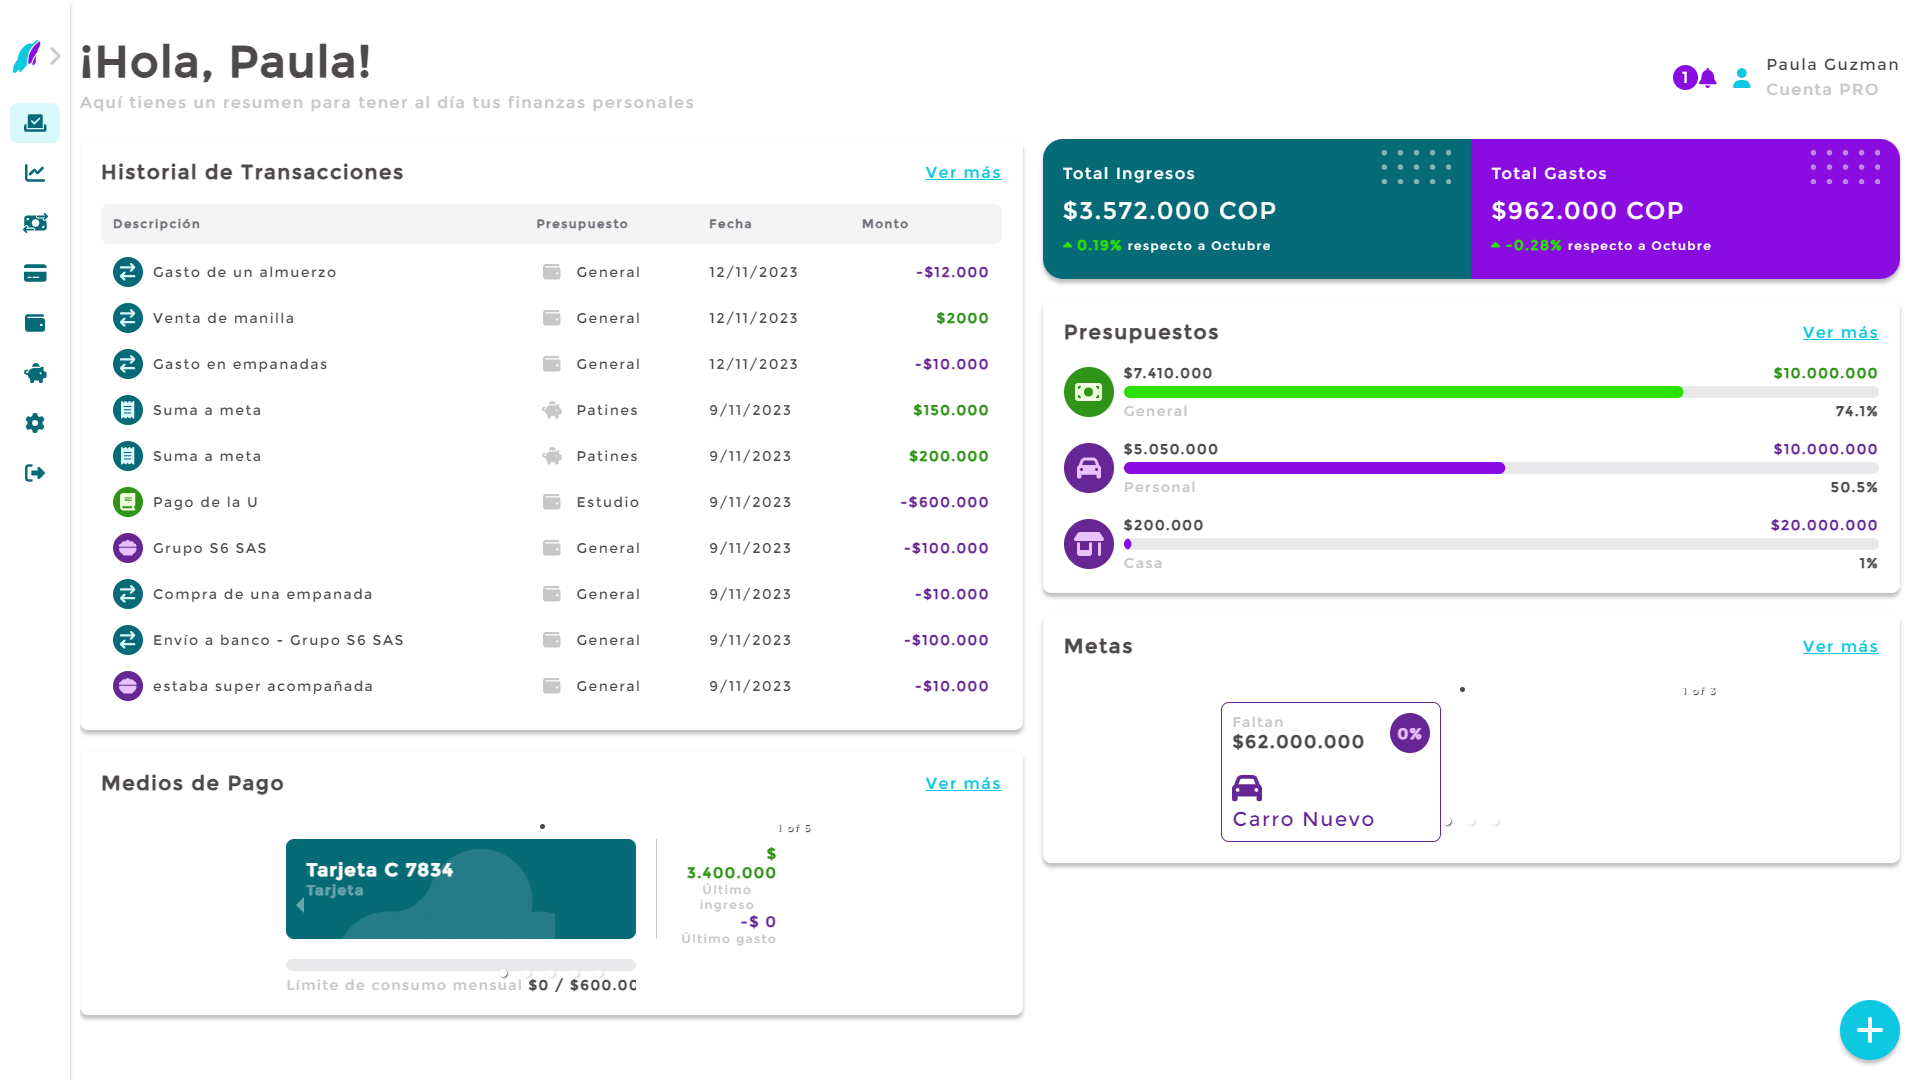 ¡Hola, Paula!
Aquí tienes un resumen para tener al día tus finanzas personales
1
Paula Guzman
Cuenta PRO
Historial de Transacciones
Ver más
Descripción Presupuesto Fecha Monto
Gasto de un almuerzo General 12/11/2023 -$12.000
Venta de manilla General 12/11/2023 $2000
Gasto en empanadas General 12/11/2023 -$10.000
Suma a meta Patines 9/11/2023 $150.000
Suma a meta Patines 9/11/2023 $200.000
Pago de la U Estudio 9/11/2023 -$600.000
Grupo S6 SAS General 9/11/2023 -$100.000
Compra de una empanada General 9/11/2023 -$10.000
Envío a banco - Grupo S6 SAS General 9/11/2023 -$100.000
estaba super acompañada General 9/11/2023 -$10.000
Medios de Pago
Ver más
1 of 5
Tarjeta C 7834
Tarjeta
$
3.400.000
Último
ingreso
-$ 0
Último gasto
Límite de consumo mensual $0 / $600.00
Total Ingresos
$3.572.000 COP
0.19% respecto a Octubre
Total Gastos
$962.000 COP
-0.28% respecto a Octubre
Presupuestos
Ver más
$7.410.000 $10.000.000
General 74.1%
$5.050.000 $10.000.000
Personal 50.5%
$200.000 $20.000.000
Casa 1%
Metas
Ver más
1 of 3
Faltan
$62.000.000
0%
Carro Nuevo